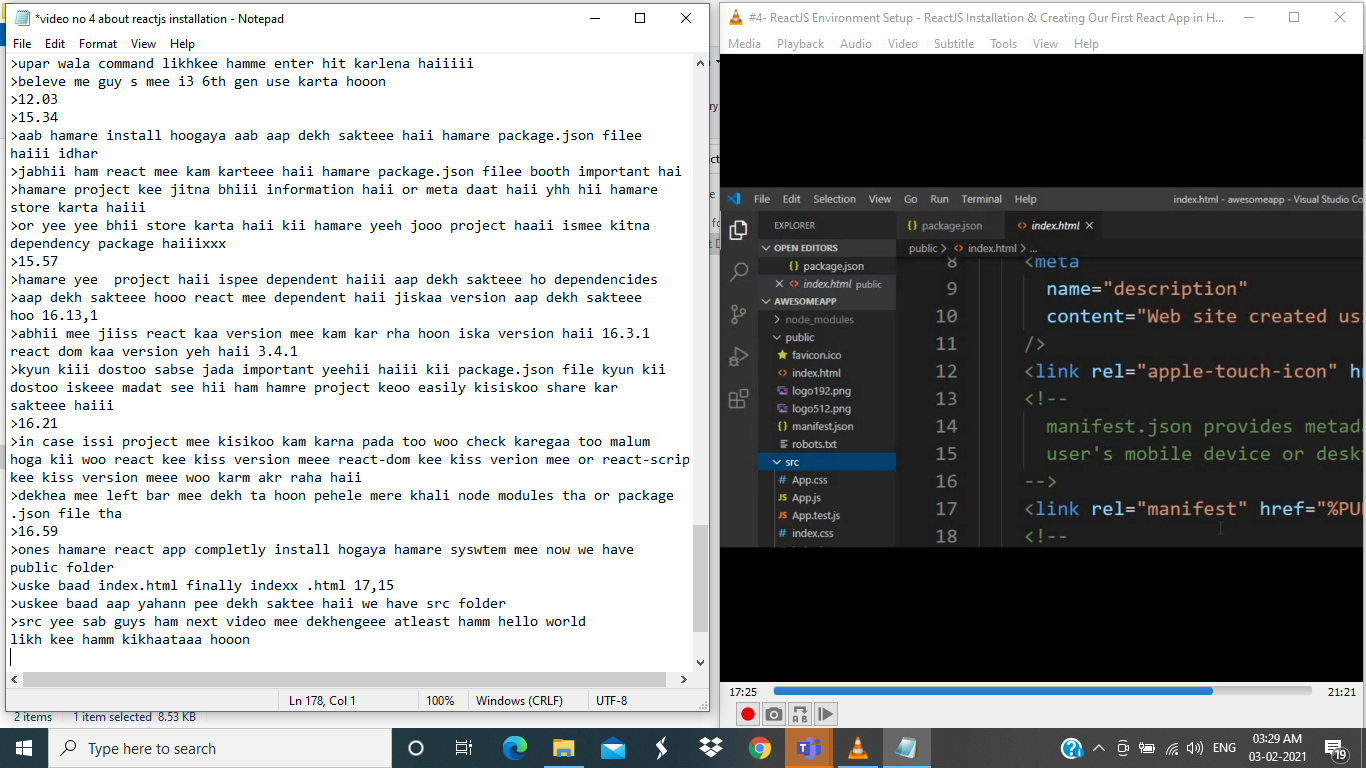 *video no 4 about reactjs installation - Notepad
File Edit Format View Help
>upar wala command likhkee hamme enter hit karlena haiiiii
>beleve me guy s mee i3 6th gen use karta hooon
>12.03
>15.34
>aab hamare install hoogaya aab aap dekh sakteee haii hamare package.json filee
haiii idhar
>jabhii ham react mee kam karteee haii hamare package.json filee booth important hai
>hamare project kee jitna bhiii information haii or meta daat haii yhh hii hamare
store karta haiii
>or yee yee bhii store karta haii kii hamare yeeh jooo project haaii ismee kitna
dependency package haiiixxx
>15.57
>hamare yee  project haii ispee dependent haiii aap dekh sakteee ho dependencides
>aap dekh sakteee hooo react mee dependent haii jiskaa version aap dekh sakteee
hoo 16.13,1
>abhii mee jiiss react kaa version mee kam kar rha hoon iska version haii 16.3.1
react dom kaa version yeh haii 3.4.1
>kyun kiii dostoo sabse jada important yeehii haiii kii package.json file kyun kii
dostoo iskeee madat see hii ham hamre project keoo easily kisiskoo share kar
sakteee haiii
>16.21
>in case issi project mee kisikoo kam karna pada too woo check karegaa too malum
hoga kii woo react kee kiss version meee react-dom kee kiss verion mee or react-scrip
kee kiss version meee woo karm akr raha haii
>dekhea mee left bar mee dekh ta hoon pehele mere khali node modules tha or package
.json file tha
>16.59
>ones hamare react app completly install hogaya hamare syswtem mee now we have
public folder
>uske baad index.html finally indexx .html 17,15
>uskee baad aap yahann pee dekh saktee haii we have src folder
>src yee sab guys ham next video mee dekhengeee atleast hamm hello world
likh kee hamm kikhaataaa hooon
Ln 178, Col 1 100% Windows (CRLF) UTF-8
2 items 1 item selected 8.53 KB
#4- ReactJS Environment Setup - ReactJS Installation & Creating Our First React App in H...
Media Playback Audio Video Subtitle Tools View Help
File Edit Selection View Go Run Terminal Help index.html - awesomeapp - Visual Studio Co
EXPLORER
OPEN EDITORS
package.json
index.html public
AWESOMEAPP
node_modules
public
favicon.ico
index.html
logo192.png
logo512.png
manifest.json
robots.txt
src
App.css
App.js
App.test.js
index.css
package.json index.html
public > index.html > ...
8 <meta
9 name="description"
10 content="Web site created us
11 />
12 <link rel="apple-touch-icon" h
13 <!--
14 manifest.json provides metad
15 user's mobile device or desk
16 -->
17 <link rel="manifest" href="%PU
18 <!--
17:25 21:21
Type here to search
ENG
03:29 AM
03-02-2021
19